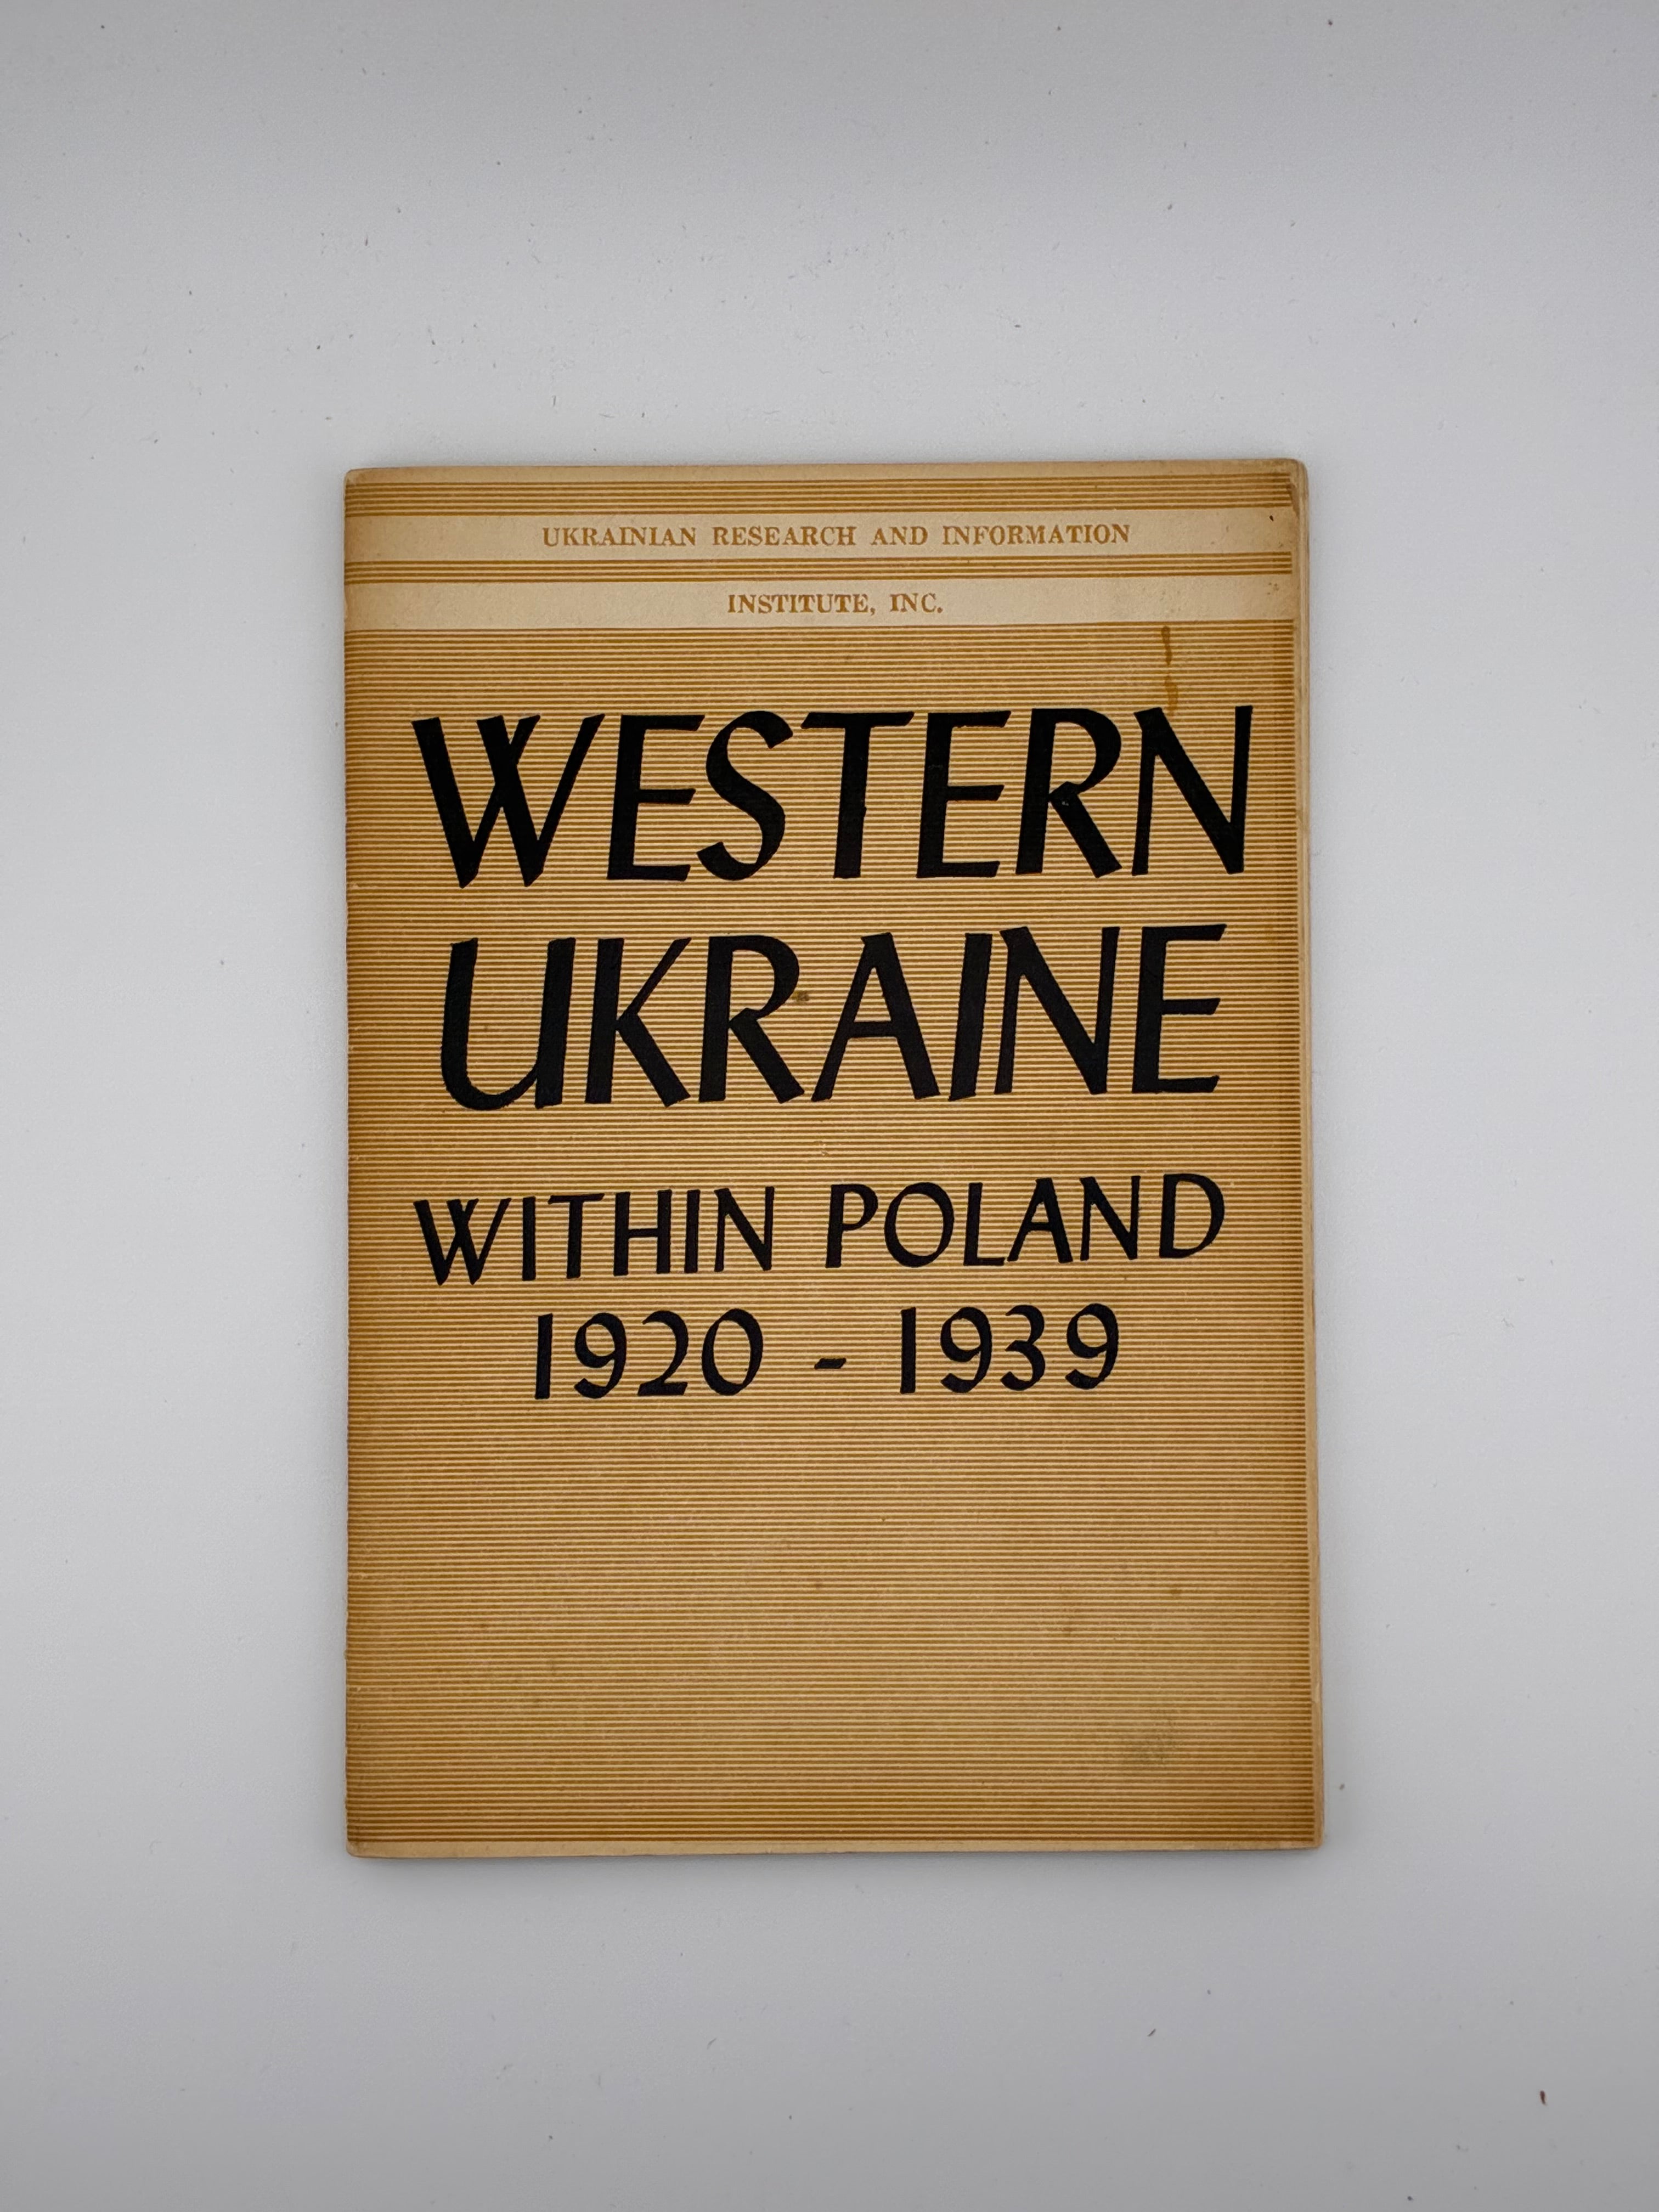 UKRAINIAN RESEARCH AND INFORMATION
INSTITUTE, INC.
WESTERN
UKRAINE
WITHIN POLAND
1920 - 1939